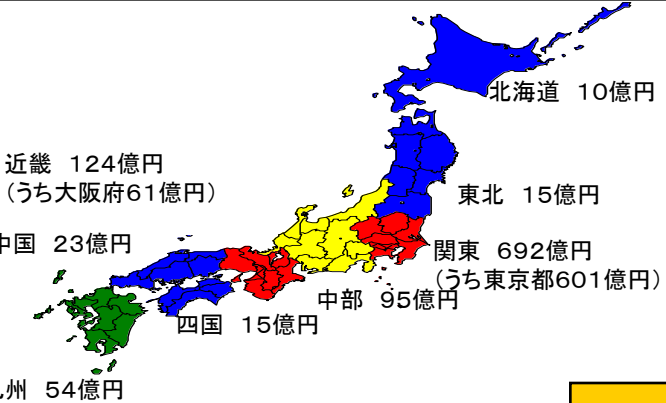 北海道 10億円
近畿 124億円
(うち大阪府61億円)
東北 15億円
中国 23億円
関東 692億円
(うち東京都601億円)
中部 95億円
四国 15億円
九州 54億円